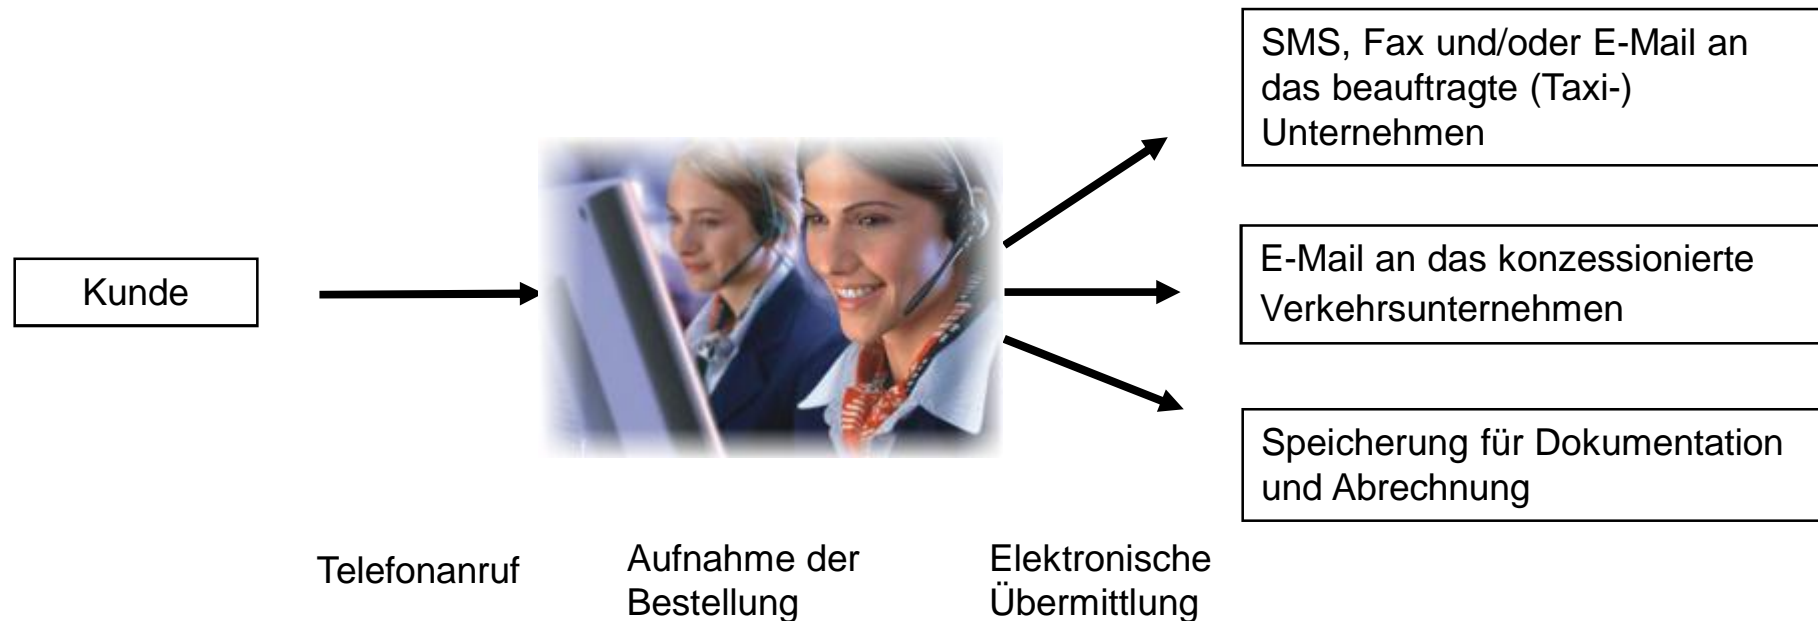 SMS, Fax und/oder E-Mail an
das beauftragte (Taxi-)
Unternehmen
Kunde
E-Mail an das konzessionierte
Verkehrsunternehmen
Speicherung für Dokumentation
und Abrechnung
Telefonanruf
Aufnahme der
Bestellung
Elektronische
Übermittlung